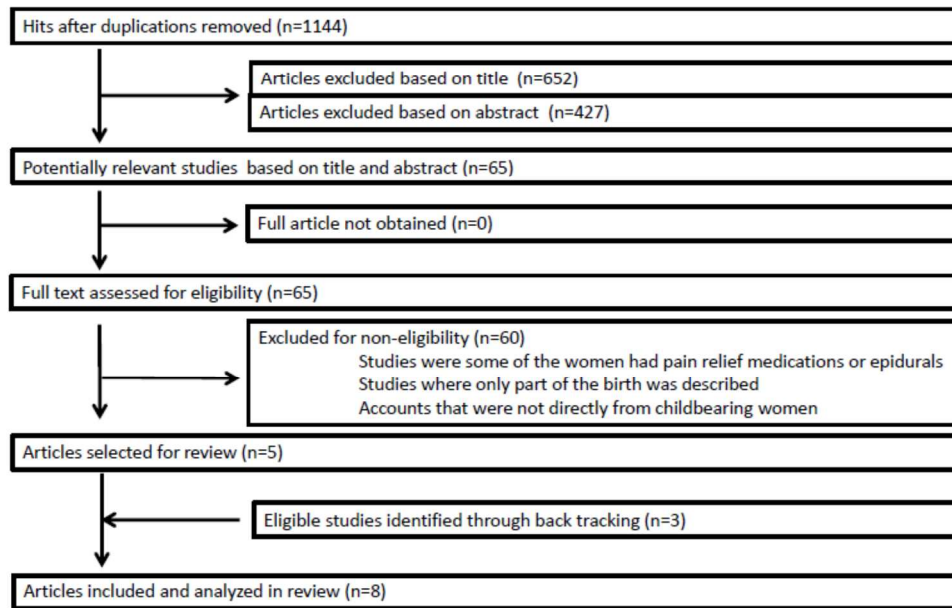 Hits after duplications removed (n=1144)
Articles excluded based on title (n=652)
Articles excluded based on abstract (n=427)
Potentially relevant studies based on title and abstract (n=65)
Full article not obtained (n=0)
Full text assessed for eligibility (n=65)
Excluded for non-eligibility (n=60)
Studies were some of the women had pain relief medications or epidurals
Studies where only part of the birth was described
Accounts that were not directly from childbearing women
Articles selected for review (n=5)
Eligible studies identified through back tracking (n=3)
Articles included and analyzed in review (n=8)